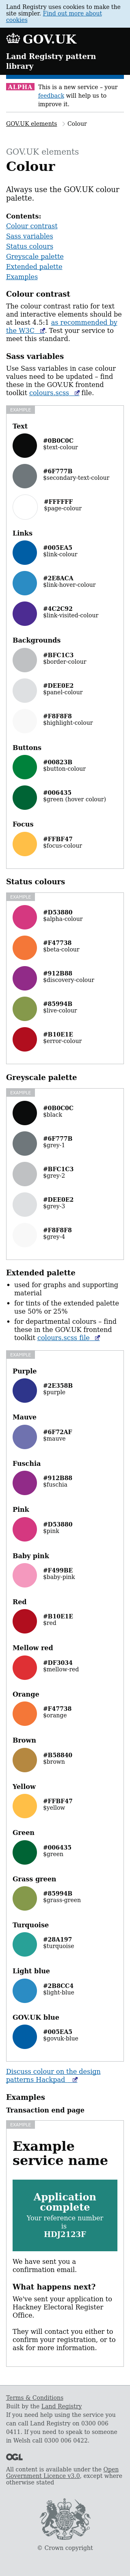 Land Registry uses cookies to make the
site simpler. Find out more about
cookies
GOV.UK
Land Registry pattern
library
ALPHA
This is a new service – your
feedback will help us to
improve it.
GOV.UK elements
Colour
GOV.UK elements
Colour
Always use the GOV.UK colour
palette.
Contents:
Colour contrast
Sass variables
Status colours
Greyscale palette
Extended palette
Examples
Colour contrast
The colour contrast ratio for text
and interactive elements should be
at least 4.5:1 as recommended by
the W3C . Test your service to
meet this standard.
Sass variables
Use Sass variables in case colour
values need to be updated – find
these in the GOV.UK frontend
toolkit colours.scss file.
EXAMPLE
Text
#0B0C0C
$text-colour
#6F777B
$secondary-text-colour
#FFFFFF
$page-colour
Links
#005EA5
$link-colour
#2E8ACA
$link-hover-colour
#4C2C92
$link-visited-colour
Backgrounds
#BFC1C3
$border-colour
#DEE0E2
$panel-colour
#F8F8F8
$highlight-colour
Buttons
#00823B
$button-colour
#006435
$green (hover colour)
Focus
#FFBF47
$focus-colour
Status colours
EXAMPLE
#D53880
$alpha-colour
#F47738
$beta-colour
#912B88
$discovery-colour
#85994B
$live-colour
#B10E1E
$error-colour
Greyscale palette
EXAMPLE
#0B0C0C
$black
#6F777B
$grey-1
#BFC1C3
$grey-2
#DEE0E2
$grey-3
#F8F8F8
$grey-4
Extended palette
used for graphs and supporting
material
for tints of the extended palette
use 50% or 25%
for departmental colours – find
these in the GOV.UK frontend
toolkit colours.scss file
EXAMPLE
Purple
#2E358B
$purple
Mauve
#6F72AF
$mauve
Fuschia
#912B88
$fuschia
Pink
#D53880
$pink
Baby pink
#F499BE
$baby-pink
Red
#B10E1E
$red
Mellow red
#DF3034
$mellow-red
Orange
#F47738
$orange
Brown
#B58840
$brown
Yellow
#FFBF47
$yellow
Green
#006435
$green
Grass green
#85994B
$grass-green
Turquoise
#28A197
$turquoise
Light blue
#2B8CC4
$light-blue
GOV.UK blue
#005EA5
$govuk-blue
Discuss colour on the design
patterns Hackpad
Examples
Transaction end page
EXAMPLE
Example
service name
Application
complete
Your reference number
is
HDJ2123F
We have sent you a
confirmation email.
What happens next?
We've sent your application to
Hackney Electoral Register
Office.
They will contact you either to
confirm your registration, or to
ask for more information.
Terms & Conditions
Built by the Land Registry
If you need help using the service you
can call Land Registry on 0300 006
0411. If you need to speak to someone
in Welsh call 0300 006 0422.
OGL
All content is available under the Open
Government Licence v3.0, except where
otherwise stated
© Crown copyright